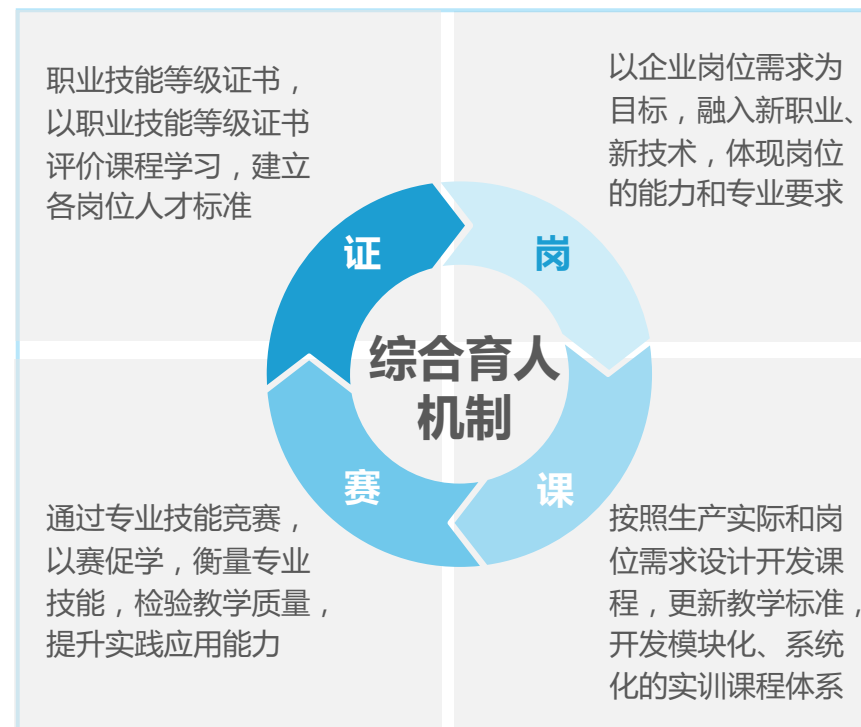 职业技能等级证书，
以职业技能等级证书
评价课程学习，建立
各岗位人才标准
以企业岗位需求为
目标，融入新职业、
新技术，体现岗位
的能力和专业要求
证
岗
综合育人
机制
赛
课
通过专业技能竞赛，
以赛促学，衡量专业
技能，检验教学质量，
提升实践应用能力
按照生产实际和岗
位需求设计开发课
程，更新教学标准，
开发模块化、系统
化的实训课程体系